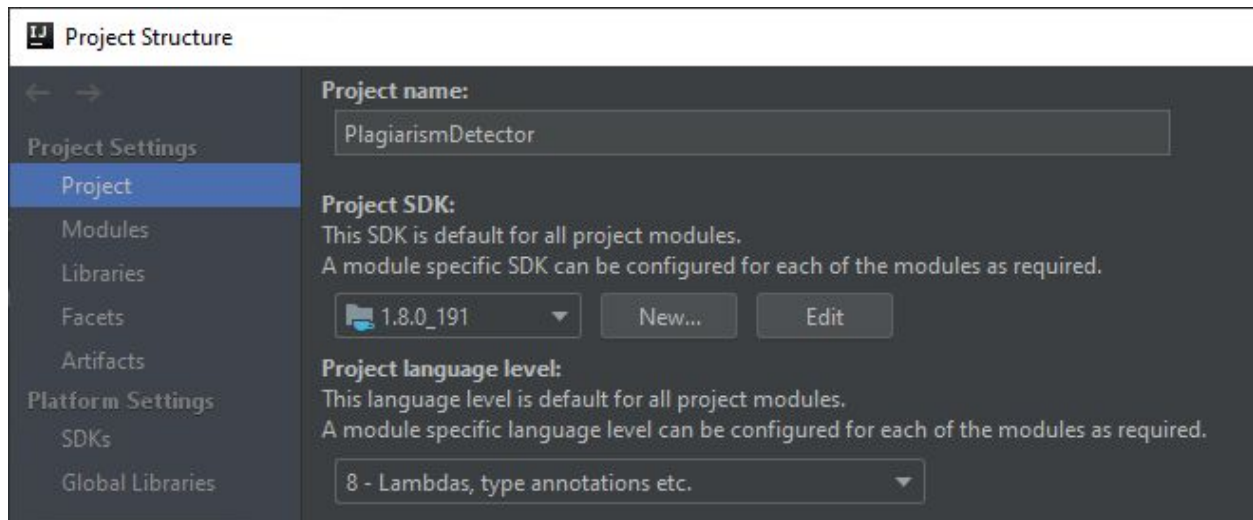 Project Structure
Project Settings
Project
Modules
Libraries
Facets
Artifacts
Platform Settings
SDKs
Global Libraries
Project name:
PlagiarismDetector
Project SDK:
This SDK is default for all project modules.
A module specific SDK can be configured for each of the modules as required.
1.8.0_191 New... Edit
Project language level:
This language level is default for all project modules.
A module specific language level can be configured for each of the modules as required.
8 - Lambdas, type annotations etc.